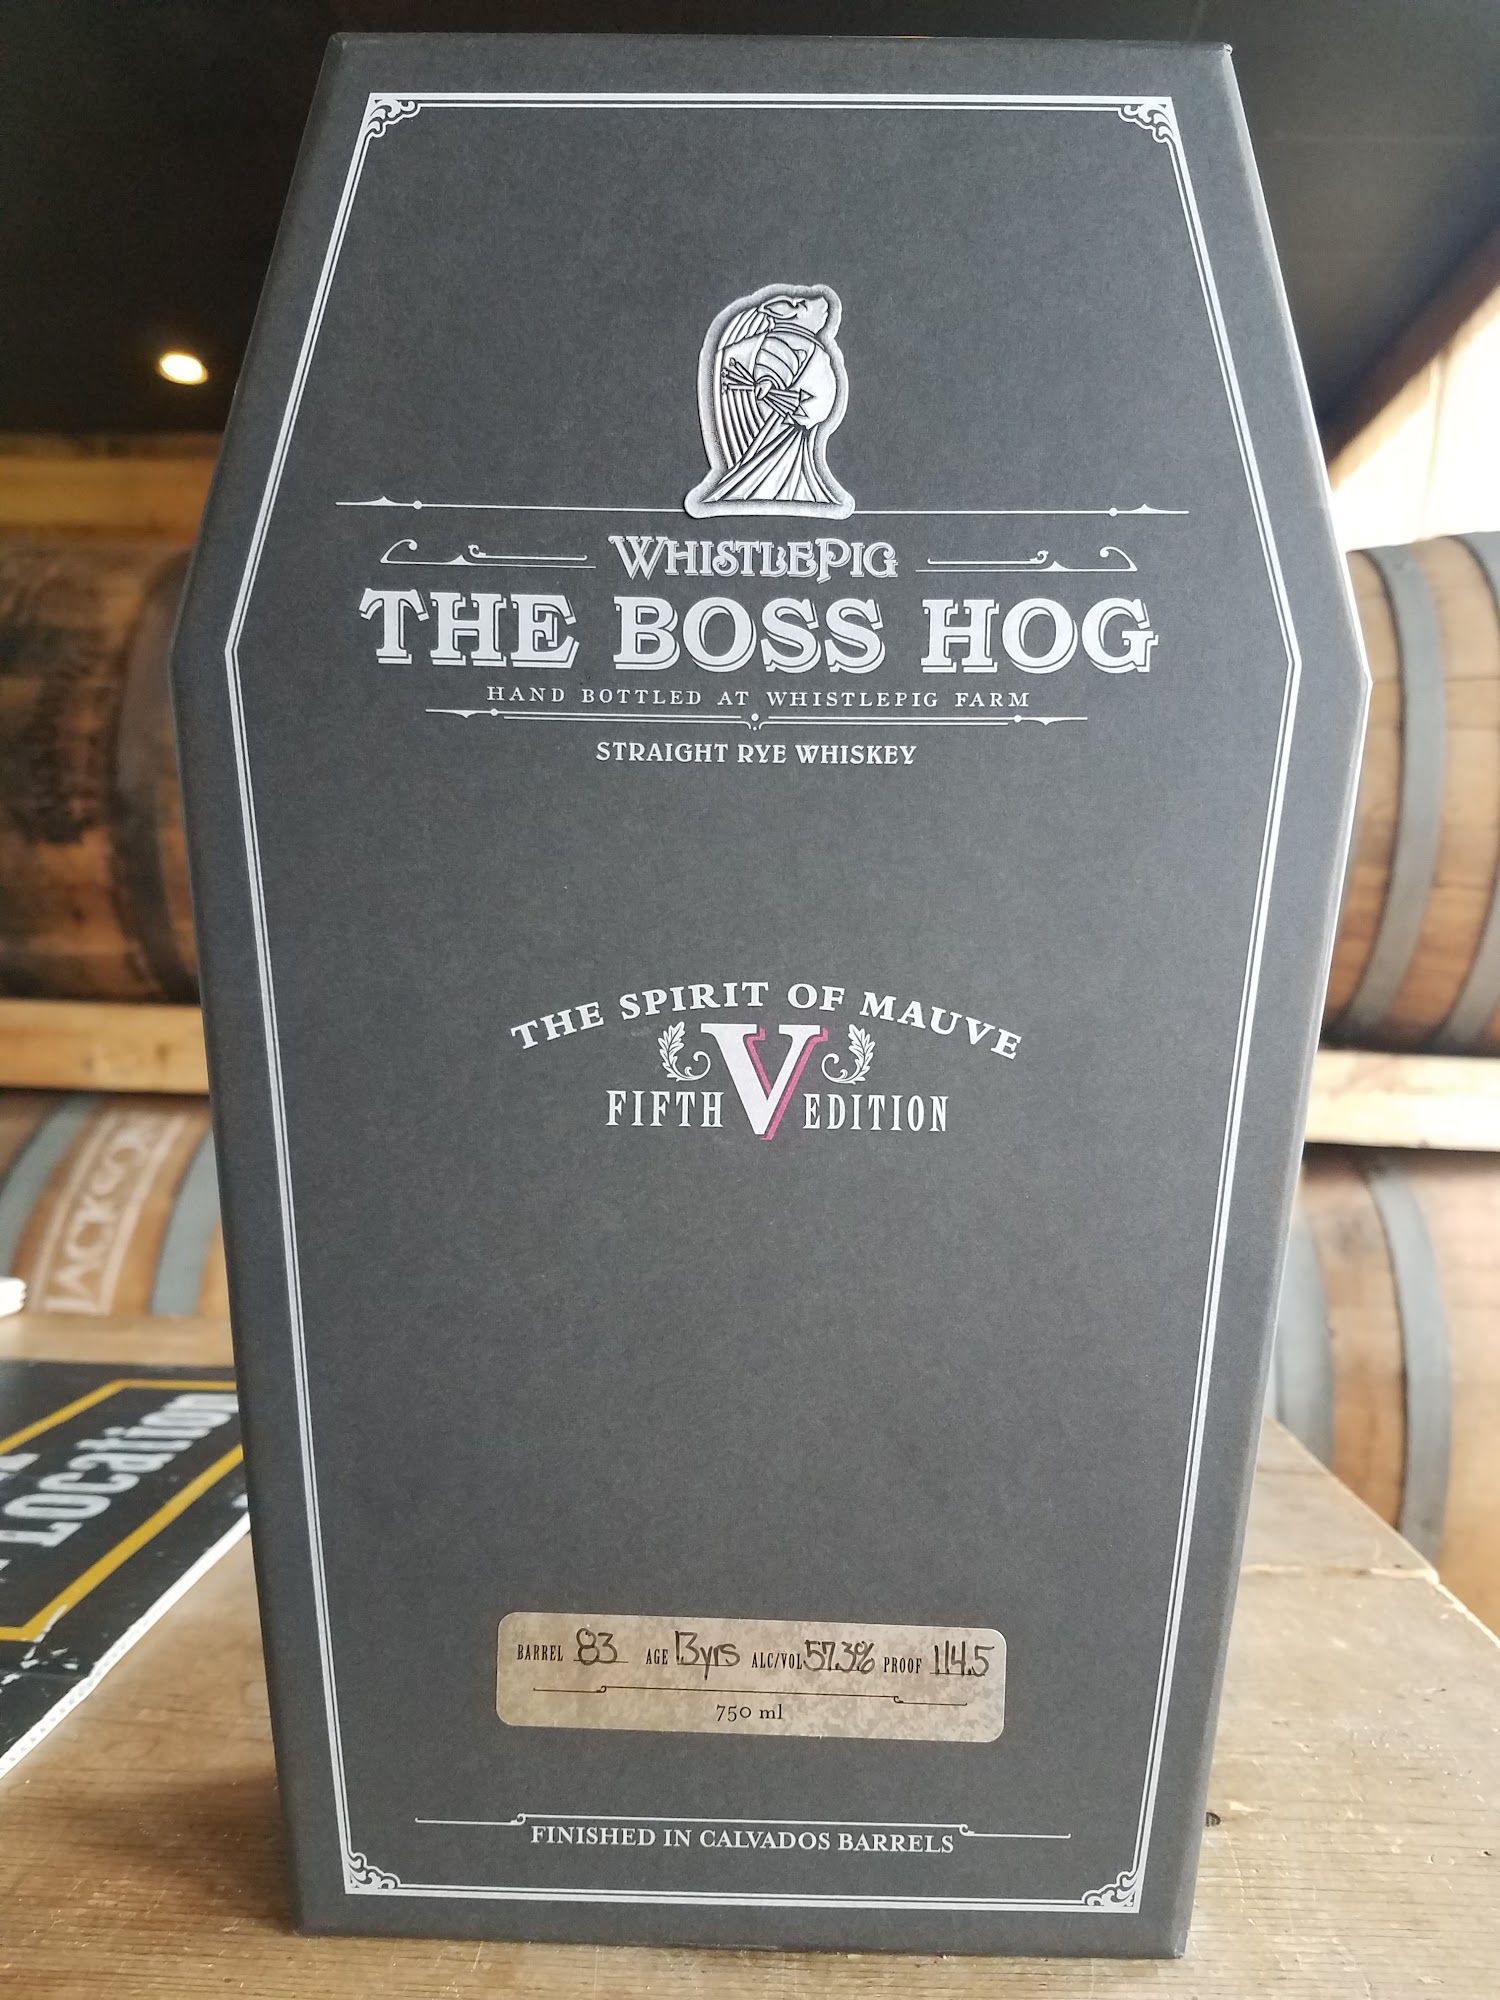 WHISTLEPIG
THE BOSS HOG
HAND BOTTLED AT WHISTLEPIG FARM
STRAIGHT RYE WHISKEY
THE SPIRIT OF MAUVE
FIFTH V EDITION
BARREL 83 AGE 13yrs ALC/VOL 57.3% PROOF 114.5
750 ml
FINISHED IN CALVADOS BARRELS
JACKSON
Location